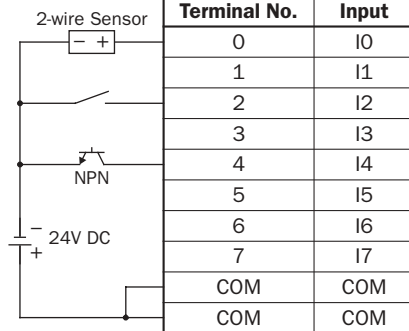 2-wire Sensor
− +
NPN
−
24V DC
+
Terminal No. Input
0 I0
1 I1
2 I2
3 I3
4 I4
5 I5
6 I6
7 I7
COM COM
COM COM